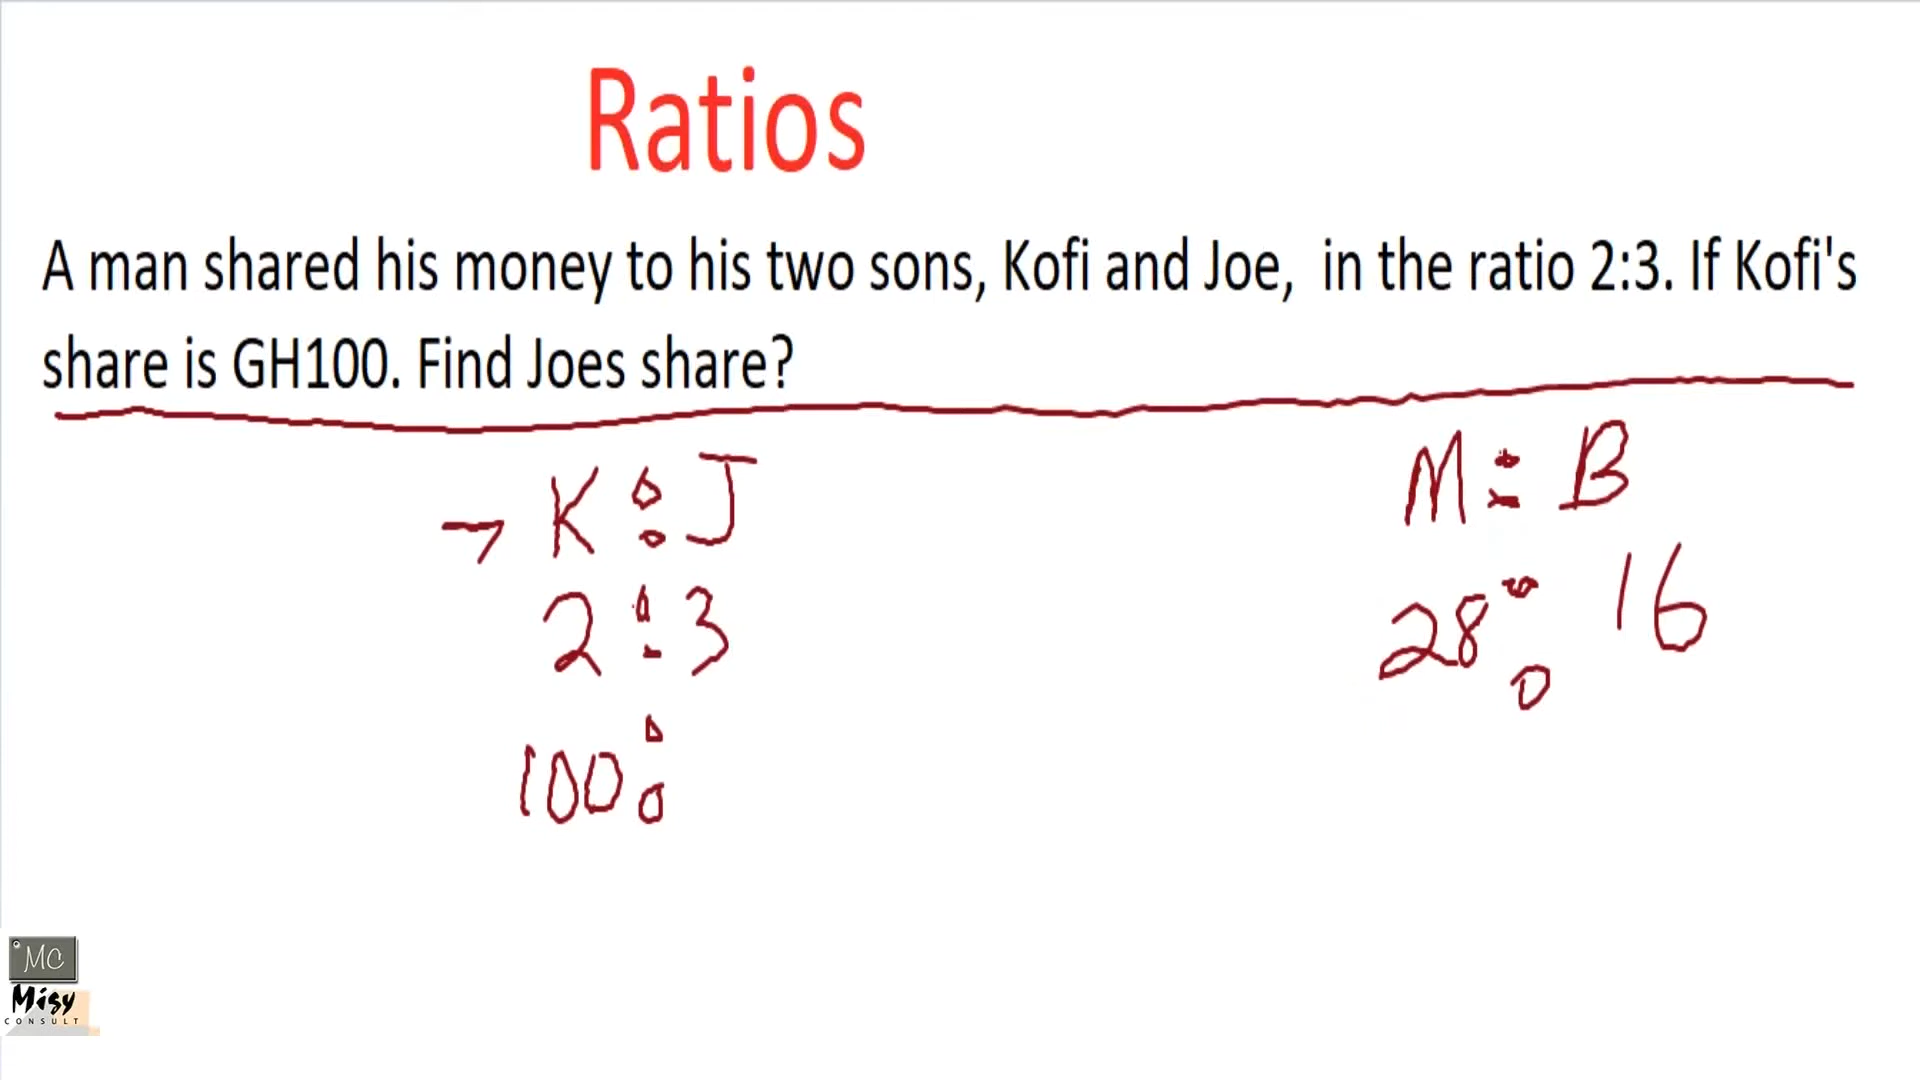 Ratios
A man shared his money to his two sons, Kofi and Joe, in the ratio 2:3. If Kofi's
share is GH100. Find Joes share?
K : J
2 : 3
100 :
M : B
28 : 16
MC
Misy
CONSULT